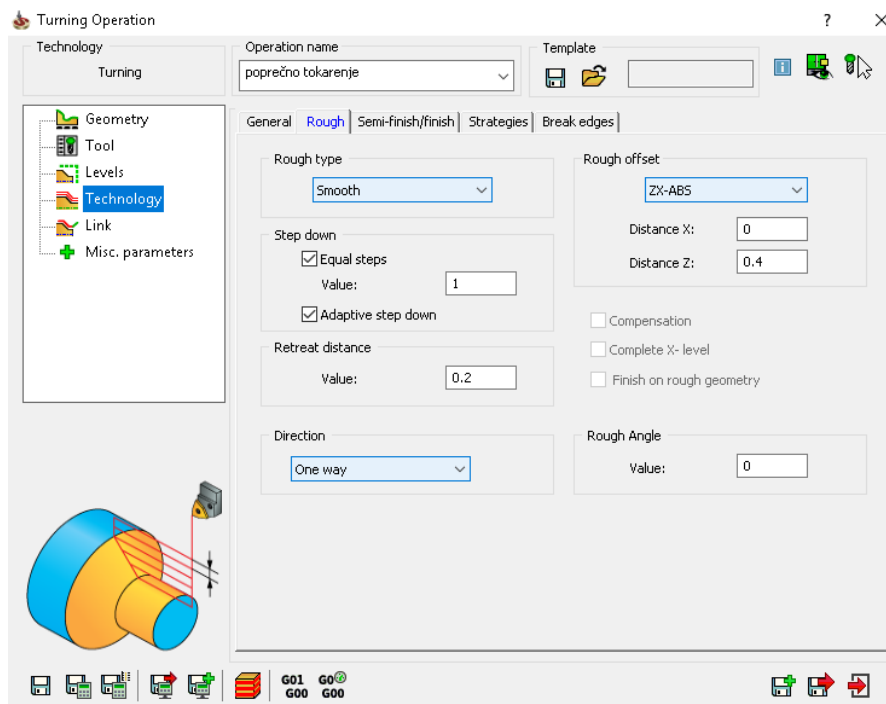 Turning Operation
?
Technology
Turning
Operation name
poprečno tokarenje
Template
Geometry
Tool
Levels
Technology
Link
Misc. parameters
General
Rough
Semi-finish/finish
Strategies
Break edges
Rough type
Smooth
Step down
Equal steps
Value:
1
Adaptive step down
Retreat distance
Value:
0.2
Direction
One way
Rough offset
ZX-ABS
Distance X:
0
Distance Z:
0.4
Compensation
Complete X- level
Finish on rough geometry
Rough Angle
Value:
0
G01
G00
G0
G00